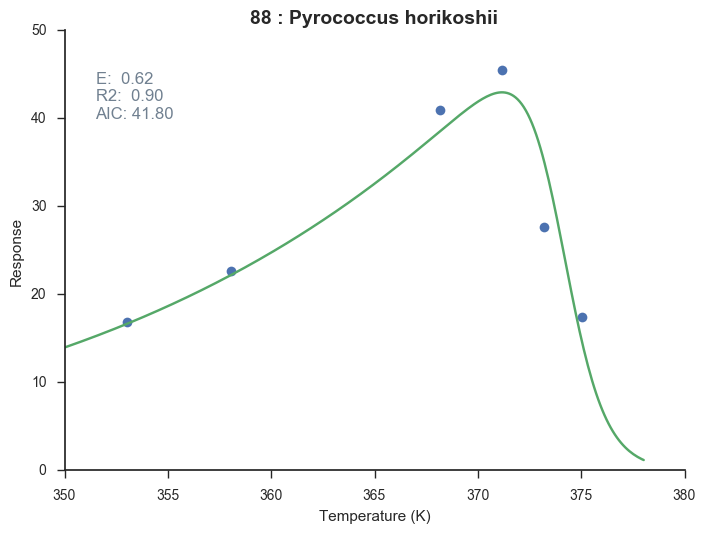 88 : Pyrococcus horikoshii
E: 0.62
R2: 0.90
AIC: 41.80
Response
50
40
30
20
10
0
350 355 360 365 370 375 380
Temperature (K)